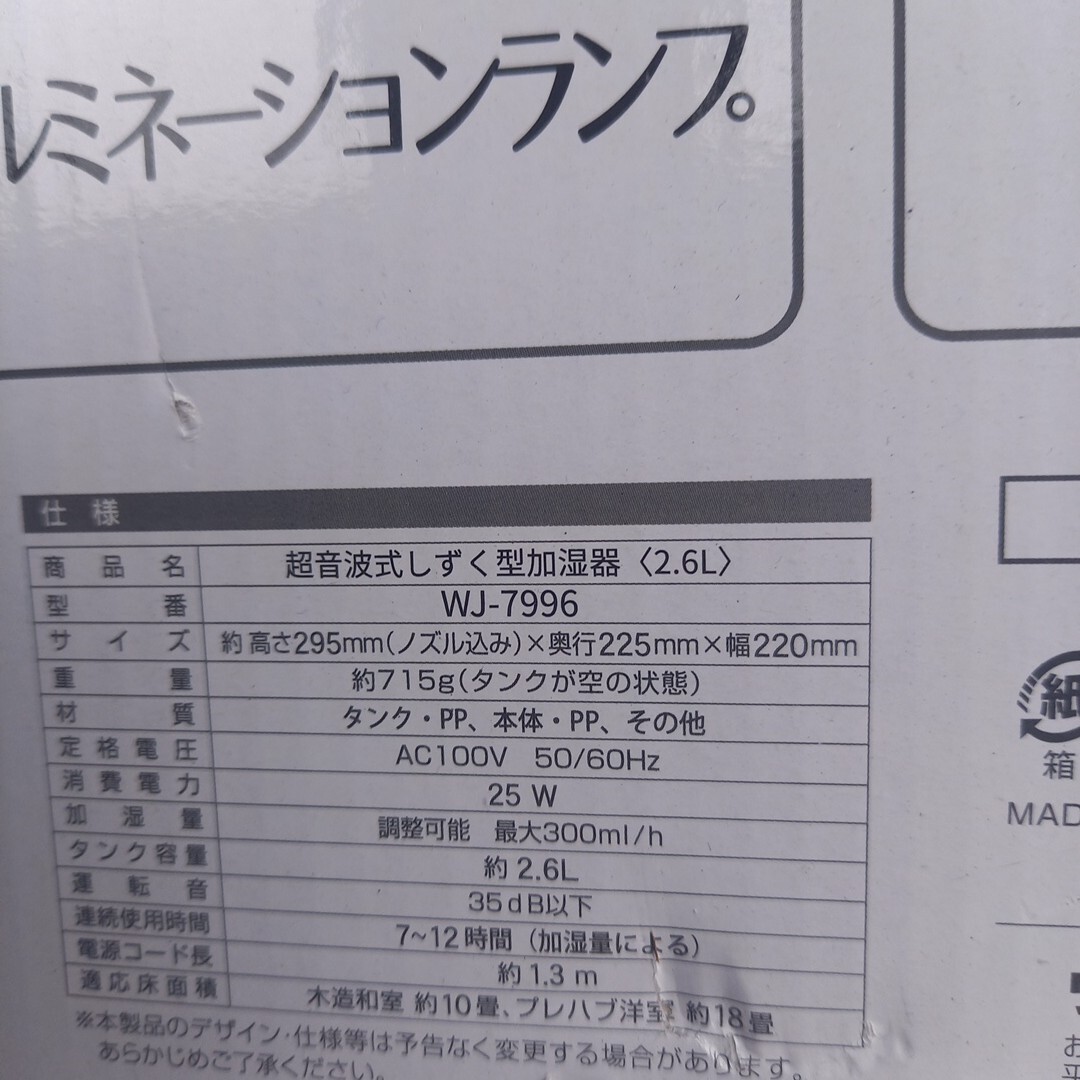 ルミネーションランプ。
仕様
商品名 超音波式しずく型加湿器〈2.6L〉
型番 WJ-7996
サイズ 約高さ295mm(ノズル込み)×奥行225mm×幅220mm
重量 約715g(タンクが空の状態)
材質 タンク・PP、本体・PP、その他
定格電圧 AC100V 50/60Hz
消費電力 25 W
加湿量 調整可能 最大300ml/h
タンク容量 約2.6L
運転音 35dB以下
連続使用時間 7~12時間(加湿量による)
電源コード長 約1.3m
適応床面積 木造和室 約10畳、プレハブ洋室 約18畳
※本製品のデザイン・仕様等は予告なく変更する場合があります。
あらかじめご了承ください。
紙
箱
MAD